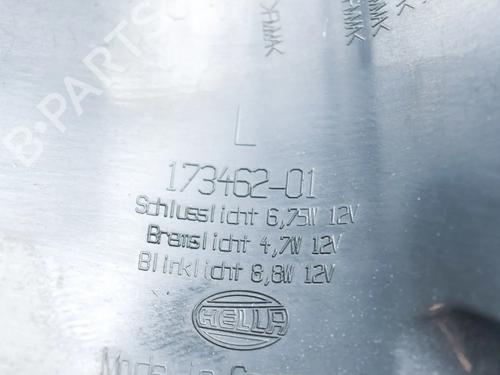 L
173462-01
Schlusslicht 6,75W 12V
Bremslicht 4,7W 12V
Blinklicht 8,8W 12V
HELLA
B-PARTS